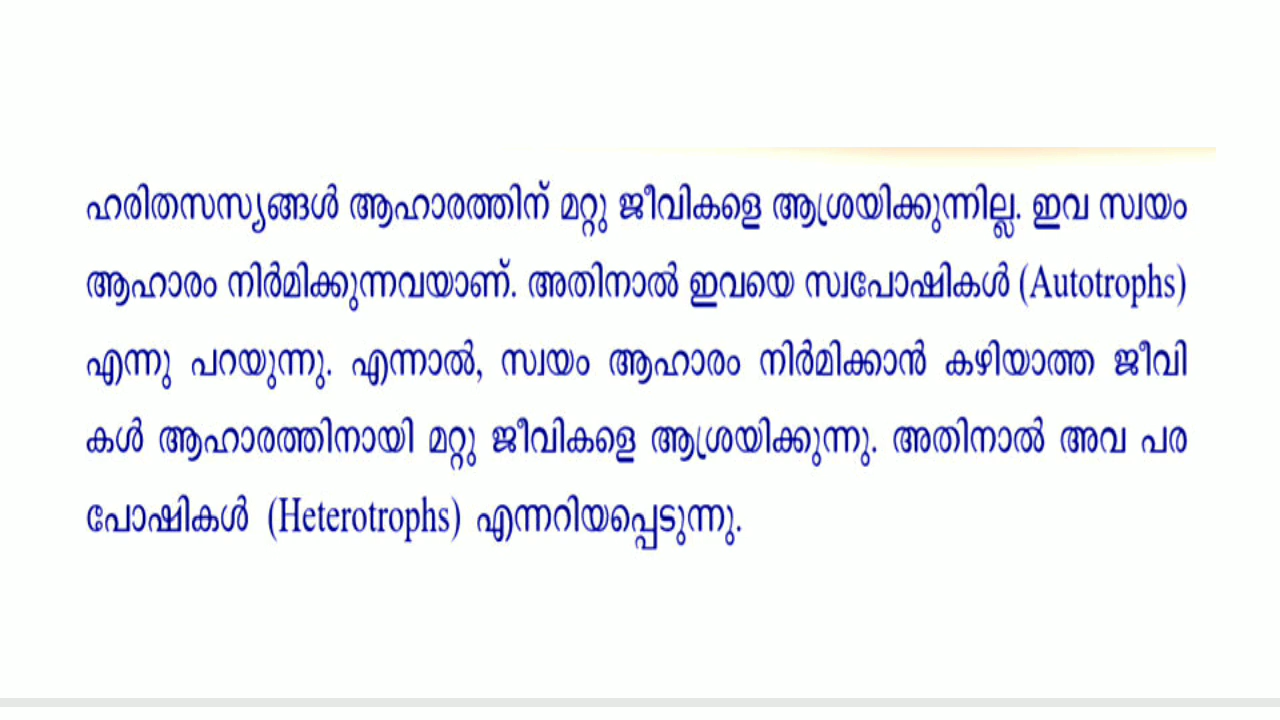 ഹരിതസസ്യങ്ങൾ ആഹാരത്തിന് മറ്റു ജീവികളെ ആശ്രയിക്കുന്നില്ല. ഇവ സ്വയം
ആഹാരം നിർമിക്കുന്നവയാണ്. അതിനാൽ ഇവയെ സ്വപോഷികൾ (Autotrophs)
എന്നു പറയുന്നു. എന്നാൽ, സ്വയം ആഹാരം നിർമിക്കാൻ കഴിയാത്ത ജീവി
കൾ ആഹാരത്തിനായി മറ്റു ജീവികളെ ആശ്രയിക്കുന്നു. അതിനാൽ അവ പര
പോഷികൾ (Heterotrophs) എന്നറിയപ്പെടുന്നു.